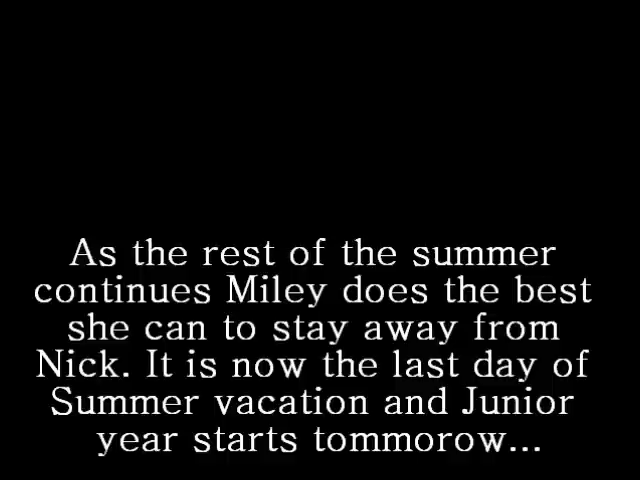 As the rest of the summer
continues Miley does the best
she can to stay away from
Nick. It is now the last day of
Summer vacation and Junior
year starts tommorow...